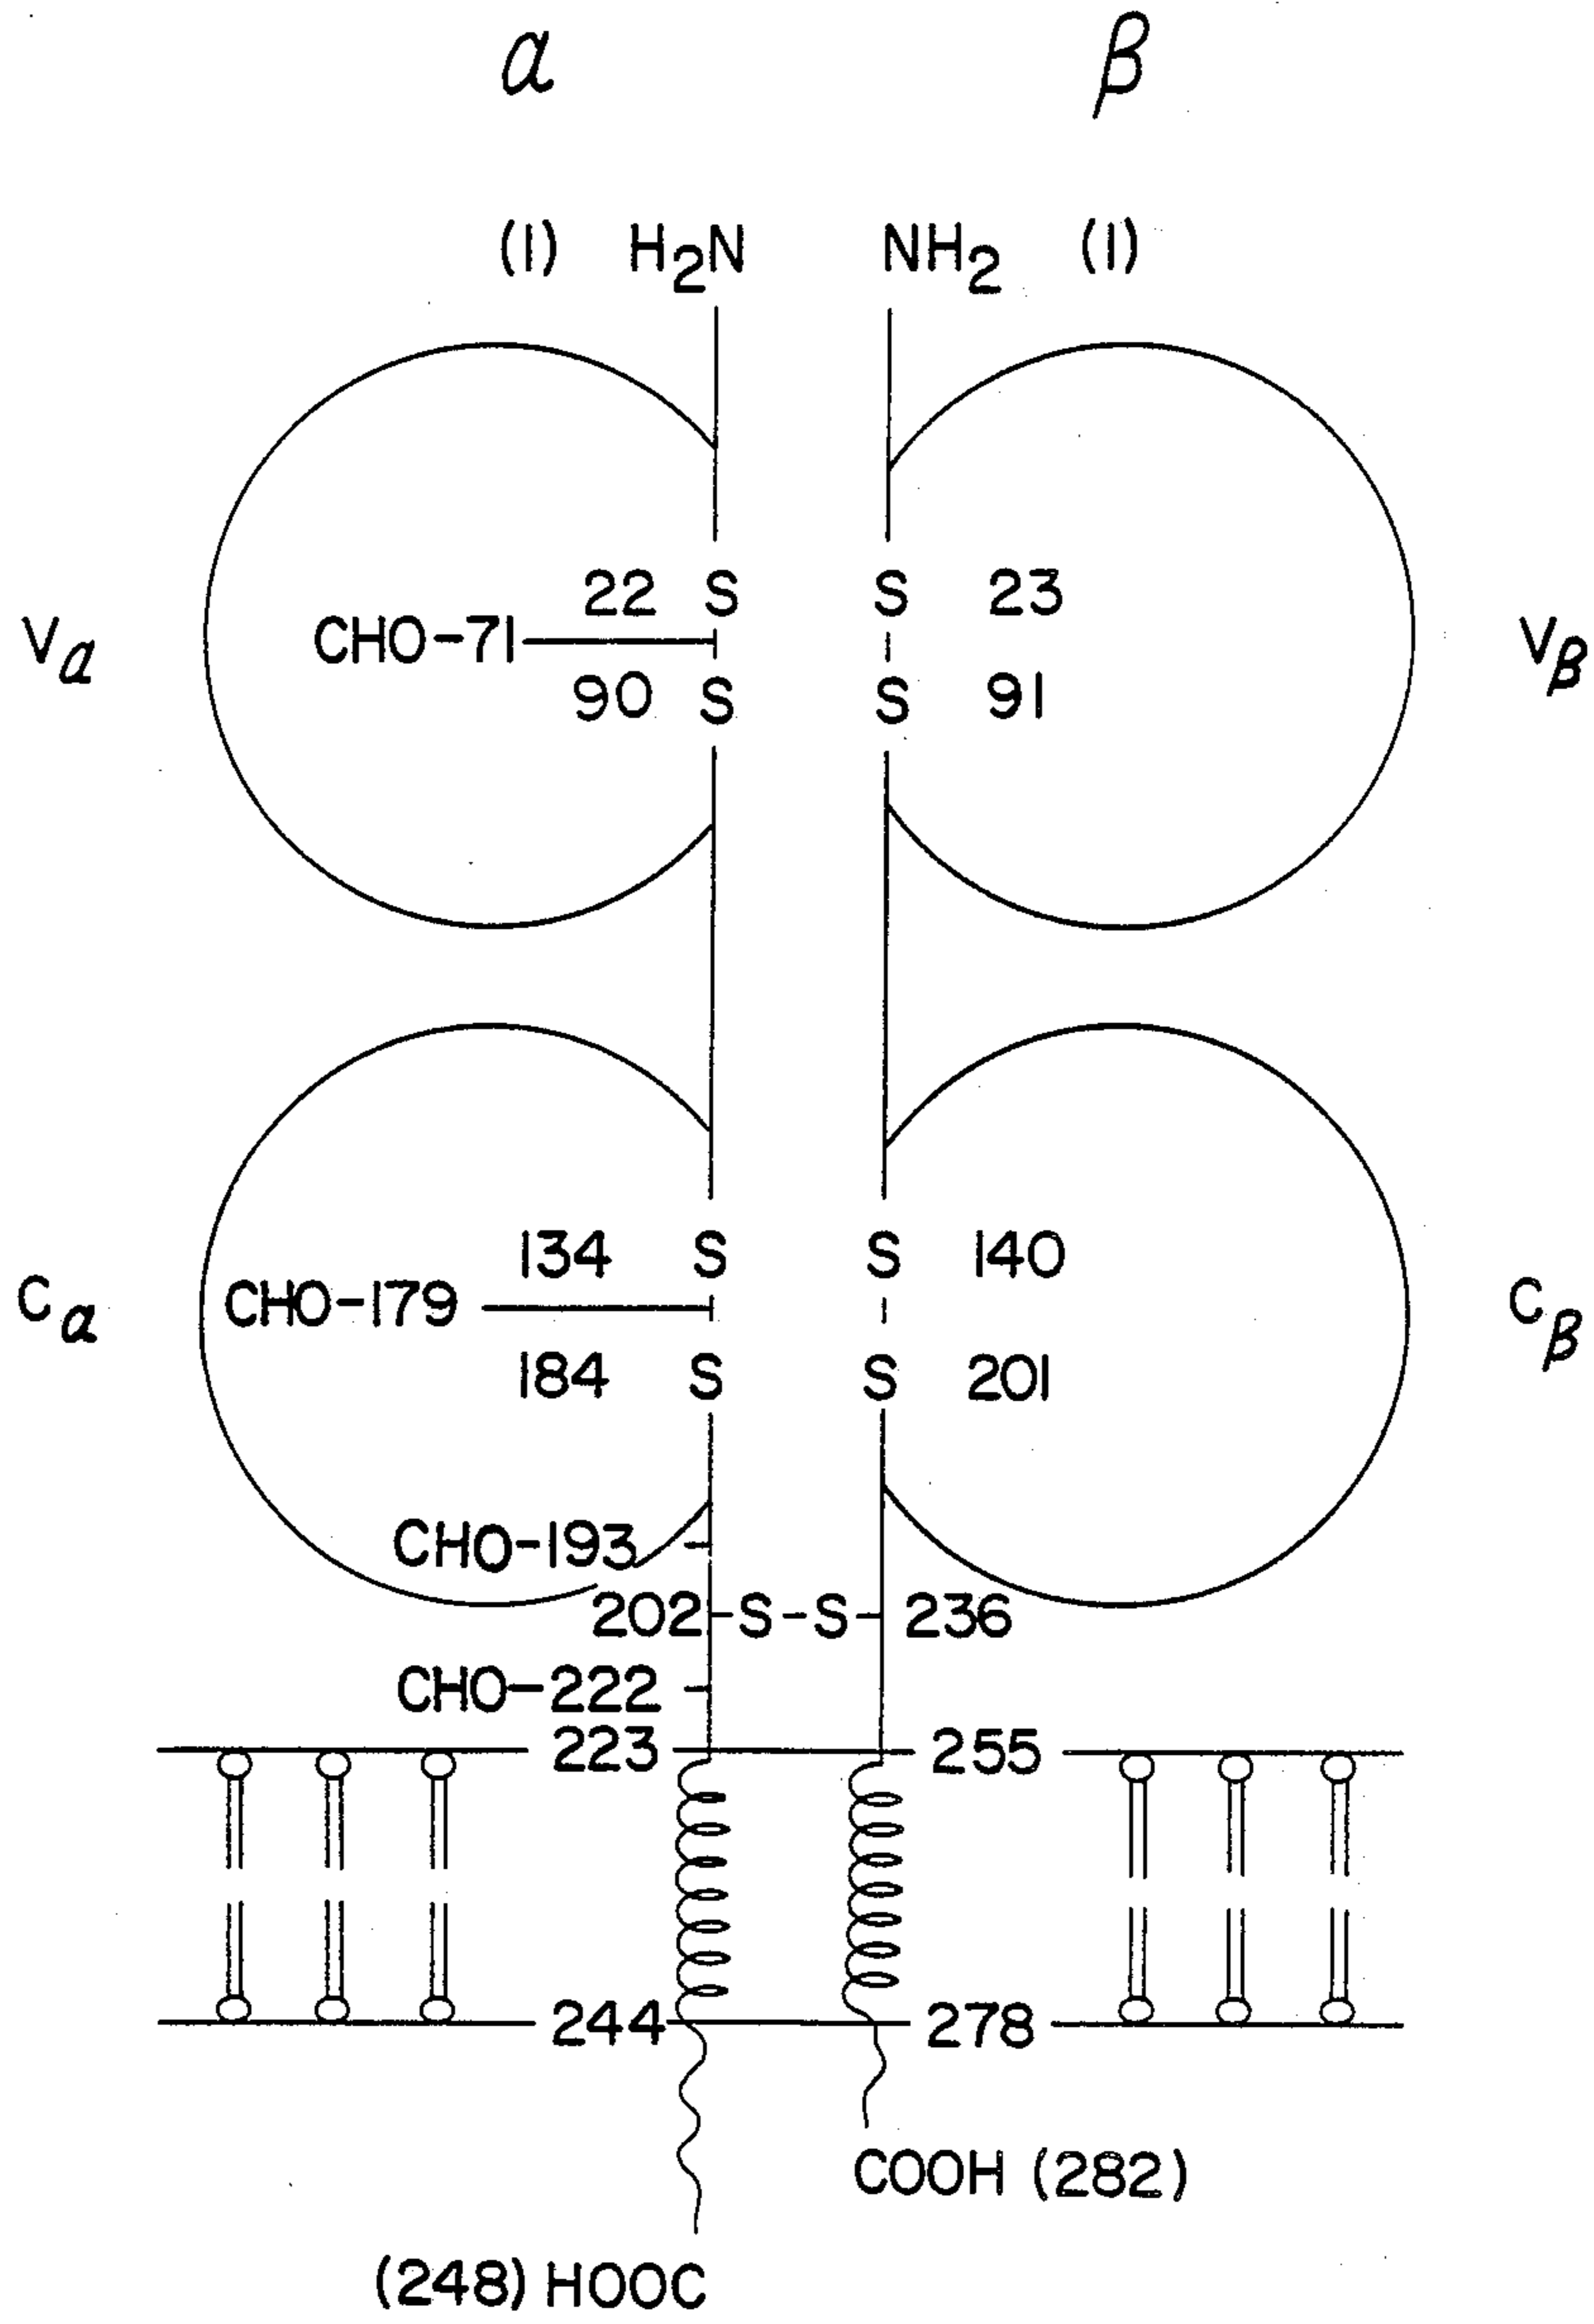 α β
(1) H2N NH2 (1)
22 S S 23
Vα CHO-71 Vβ
90 S S 91
134 S S 140
Cα CHO-179 Cβ
184 S S 201
CHO-193
202 -S-S- 236
CHO-222
223 255
244 278
COOH (282)
(248) HOOC